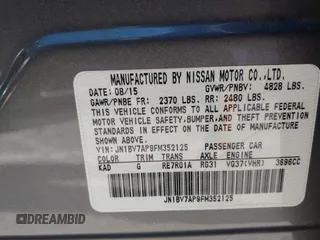 MANUFACTURED BY NISSAN MOTOR CO.,LTD.
DATE 08/15 GVWR/PNBV: 4828 LBS.
GAWR/PNBE FR: 2370 LBS. RR: 2480 LBS.
THIS VEHICLE CONFORMS TO ALL APPLICABLE FEDERAL
MOTOR VEHICLE SAFETY, BUMPER, AND THEFT PREVENTION
STANDARDS IN EFFECT ON THE DATE OF MANUFACTURE
SHOWN ABOVE.
VIN: JN1BV7AP9FM352125 PASSENGER CAR
COLOR TRIM TRANS AXLE ENGINE
KAD G RE7R01A RG31 VQ37(VHR) 3696CC
JN1BV7AP9FM352125
DREAMBID